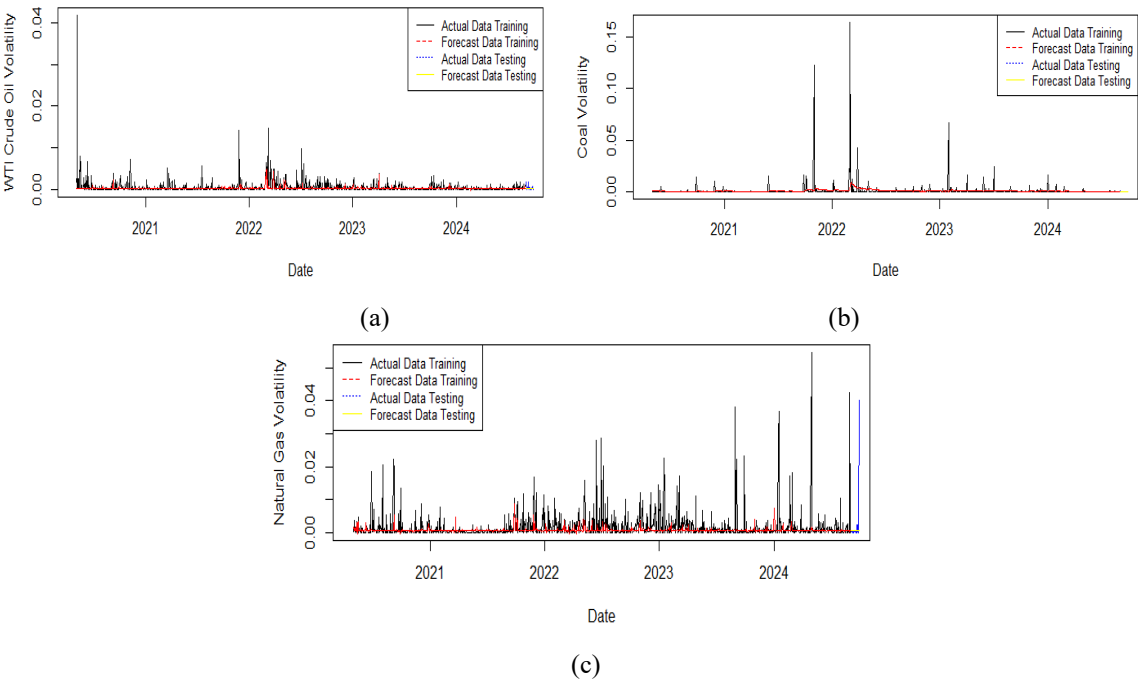 WTI Crude Oil Volatility
0.04
0.02
0.00
Actual Data Training
Forecast Data Training
Actual Data Testing
Forecast Data Testing
2021 2022 2023 2024
Date
(a)
Coal Volatility
0.15
0.10
0.05
0.00
Actual Data Training
Forecast Data Training
Actual Data Testing
Forecast Data Testing
2021 2022 2023 2024
Date
(b)
Natural Gas Volatility
0.04
0.02
0.00
Actual Data Training
Forecast Data Training
Actual Data Testing
Forecast Data Testing
2021 2022 2023 2024
Date
(c)